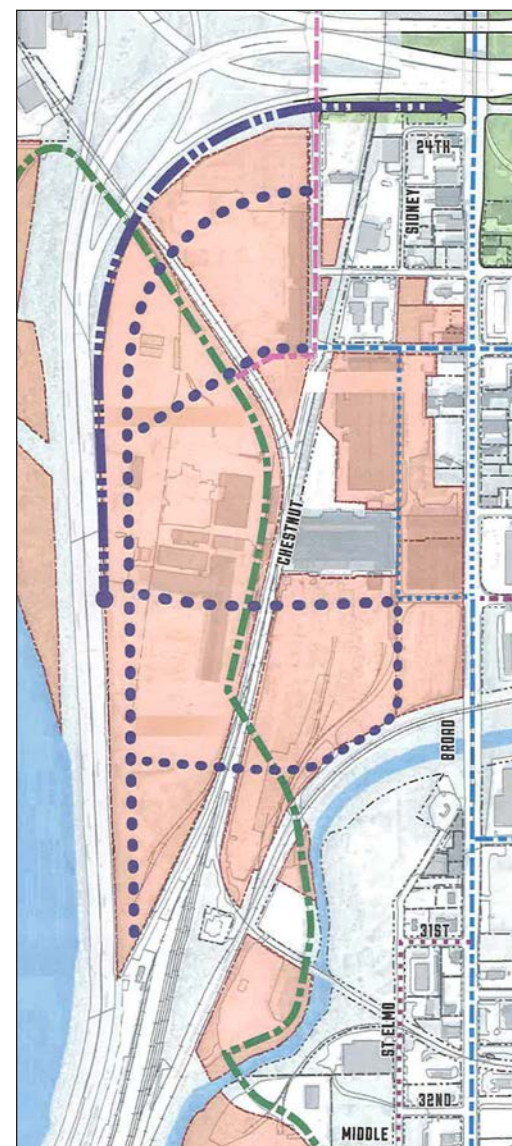 24TH
SIDNEY
CHESTNUT
BROAD
31ST
ST. ELMO
32ND
MIDDLE